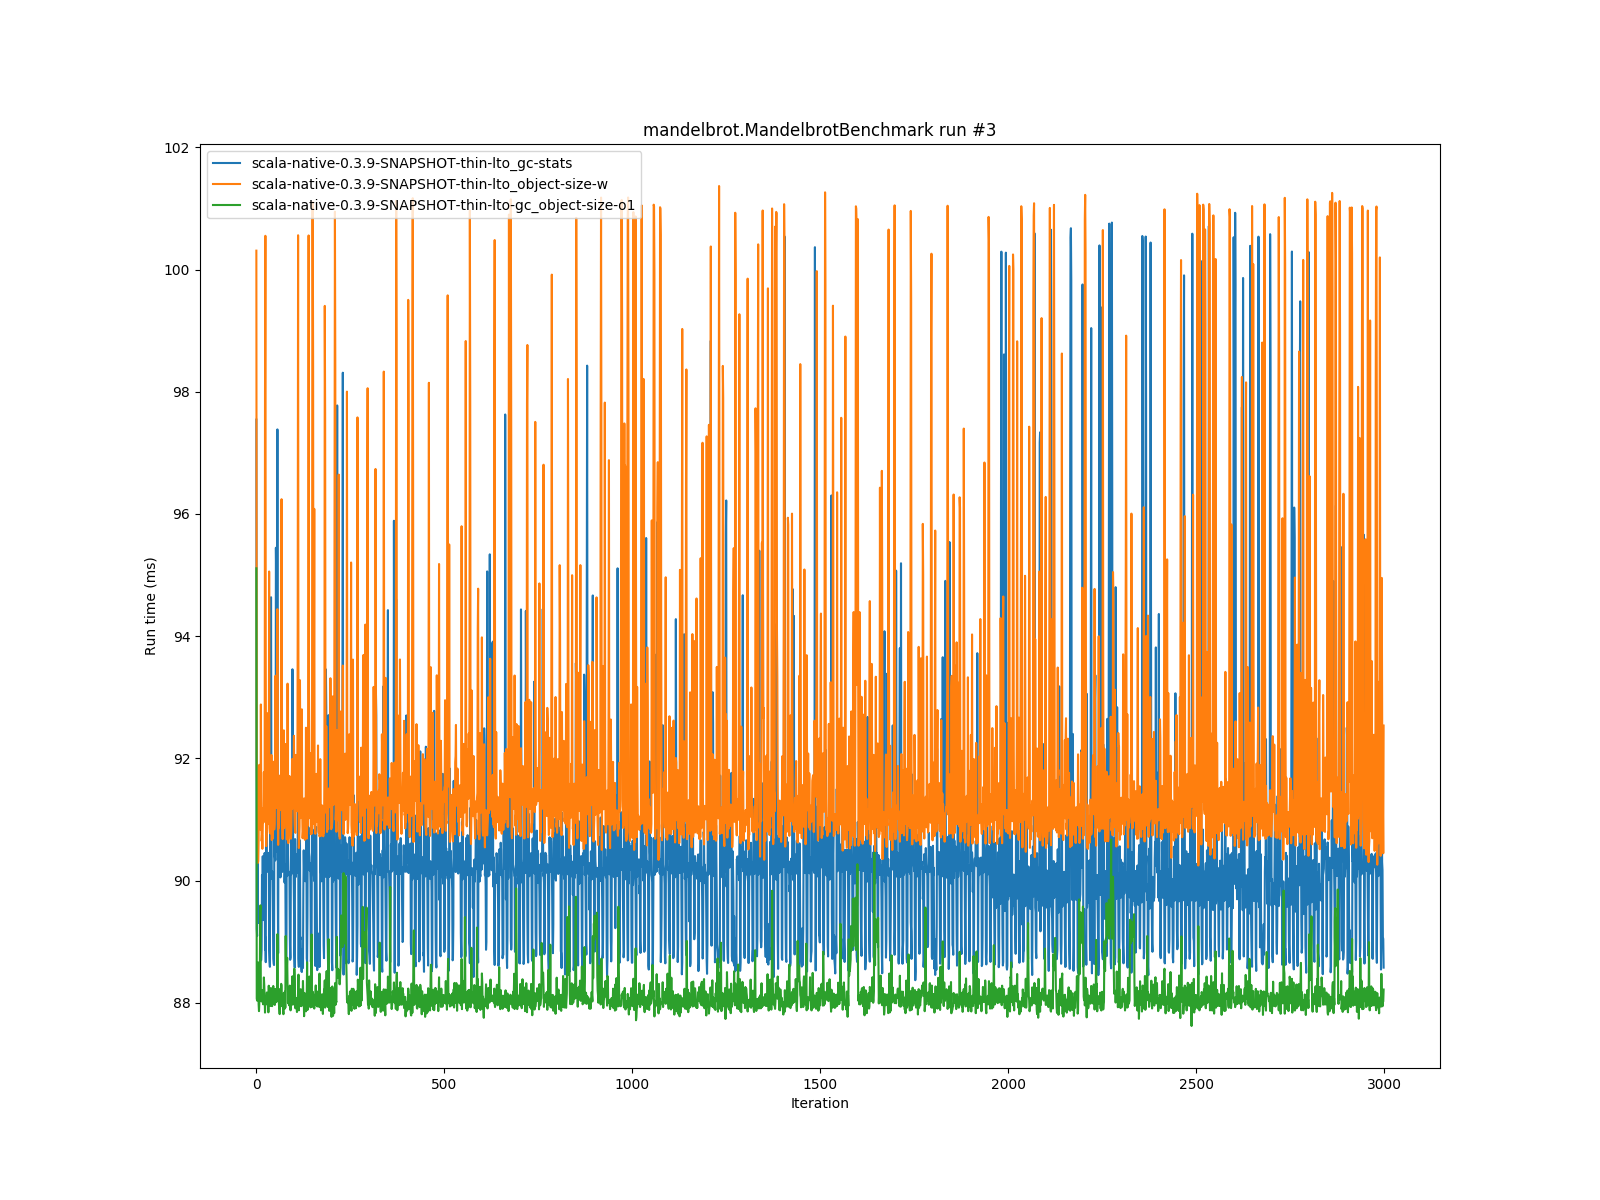 mandelbrot.MandelbrotBenchmark run #3
scala-native-0.3.9-SNAPSHOT-thin-lto_gc-stats
scala-native-0.3.9-SNAPSHOT-thin-lto_object-size-w
scala-native-0.3.9-SNAPSHOT-thin-lto-gc_object-size-o1
102
100
98
96
94
92
90
88
Run time (ms)
0 500 1000 1500 2000 2500 3000
Iteration